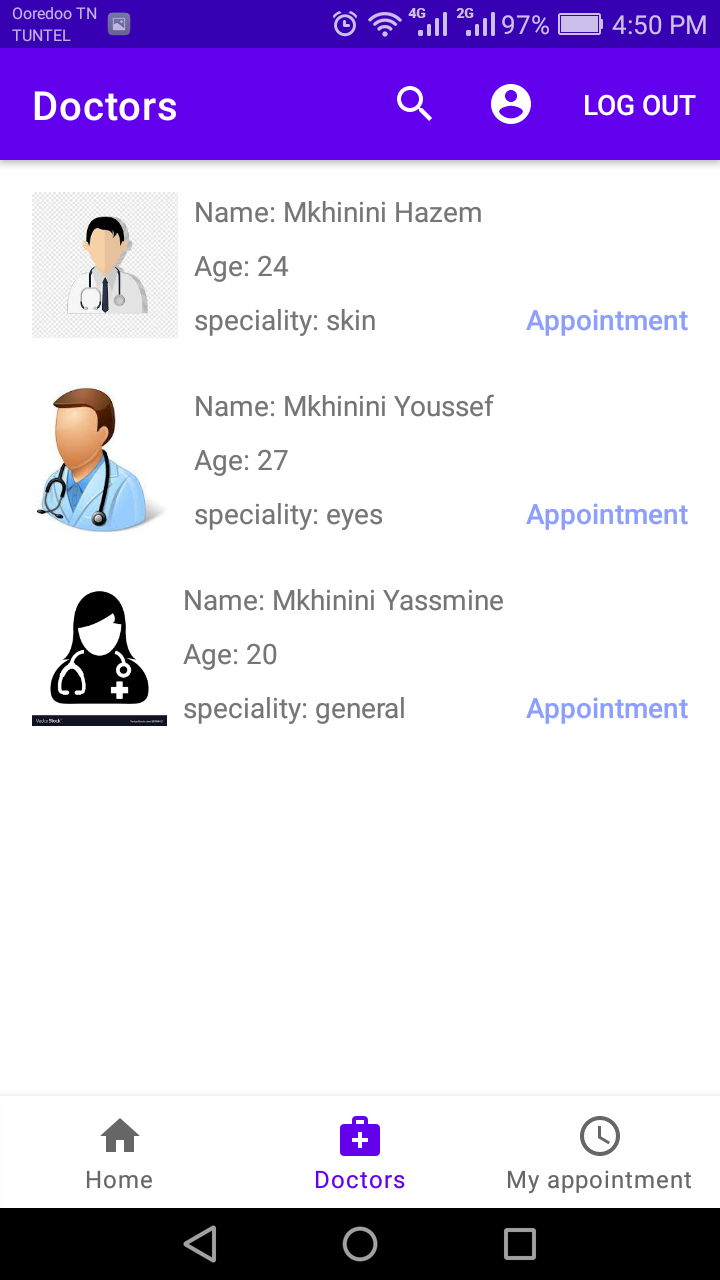 Ooredoo TN
TUNTEL
4G 2G 97% 4:50 PM
Doctors LOG OUT
Name: Mkhinini Hazem
Age: 24
speciality: skin Appointment
Name: Mkhinini Youssef
Age: 27
speciality: eyes Appointment
Name: Mkhinini Yassmine
Age: 20
speciality: general Appointment
VectorStock
Home Doctors My appointment